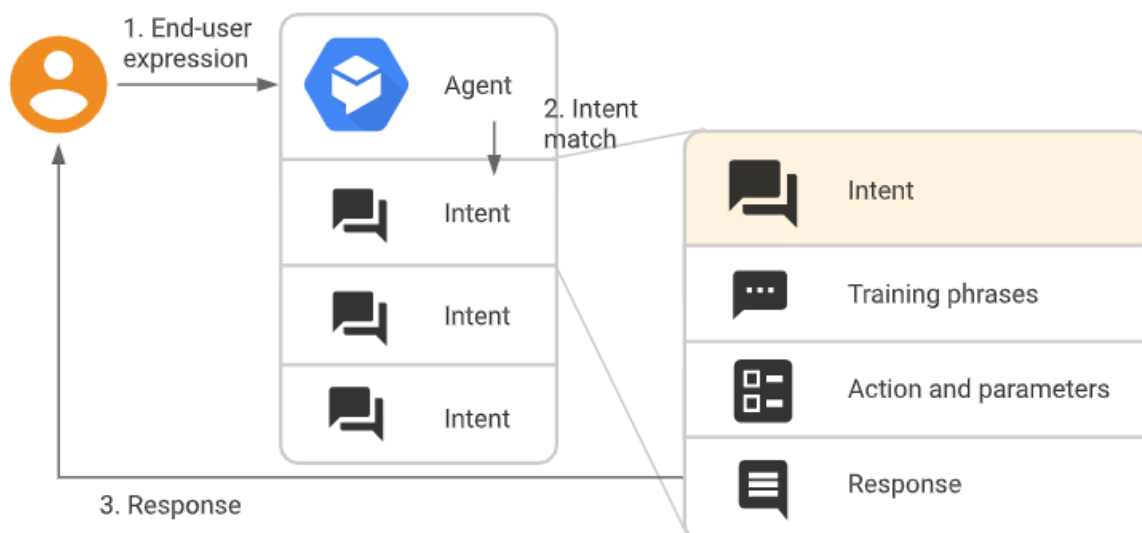 1. End-user
expression
Agent
2. Intent
match
Intent
Intent
Intent
Intent
Training phrases
Action and parameters
Response
3. Response